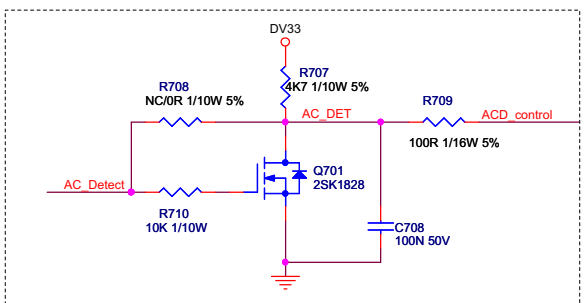 DV33
R708
NC/0R 1/10W 5%
R707
4K7 1/10W 5%
AC_DET
R709
ACD_control
100R 1/16W 5%
Q701
2SK1828
AC_Detect
R710
10K 1/10W
C708
100N 50V